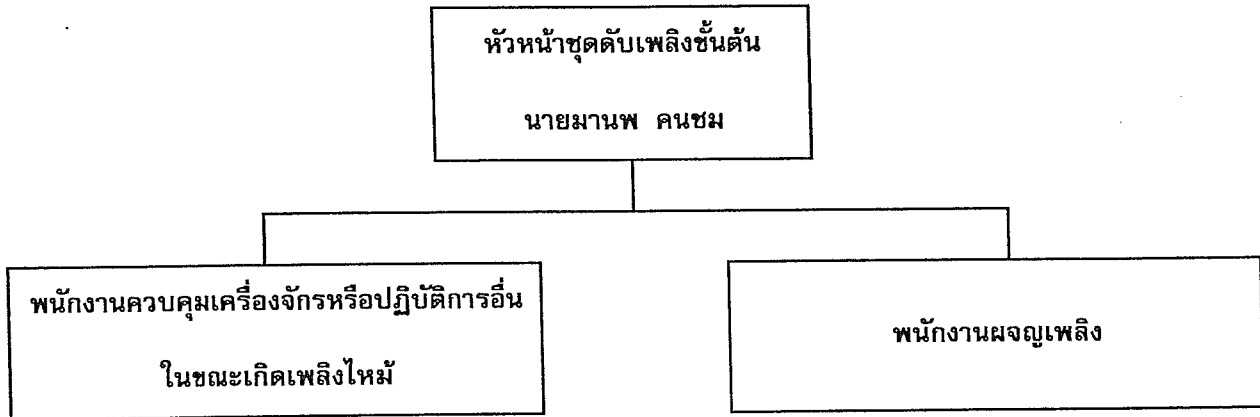 หัวหน้าชุดดับเพลิงชั้นต้น
นายมานพ คนชม
พนักงานควบคุมเครื่องจักรหรือปฏิบัติการอื่น
ในขณะเกิดเพลิงไหม้
พนักงานผจญเพลิง